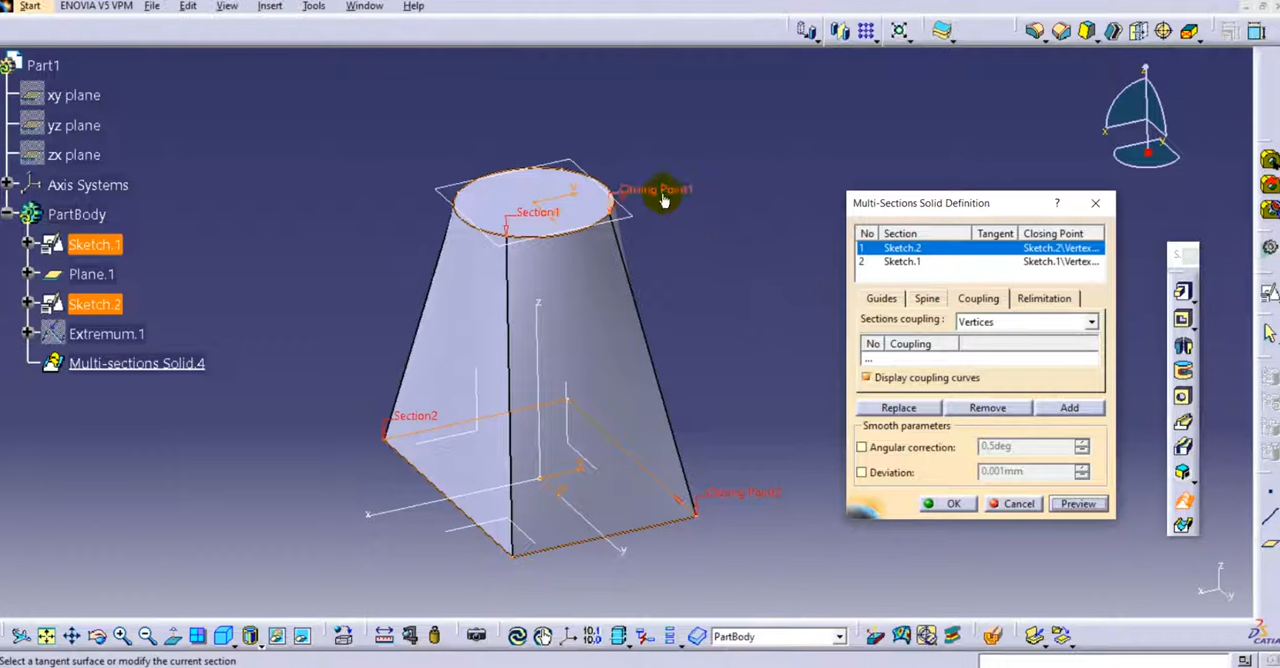 Start ENOVIA V5 VPM File Edit View Insert Tools Window Help
Part1
xy plane
yz plane
zx plane
Axis Systems
PartBody
Sketch.1
Plane.1
Sketch.2
Extremum.1
Multi-sections Solid.4
Closing Point1
Section1
Section2
Closing Point2
z
x
y
Multi-Sections Solid Definition ?
No Section Tangent Closing Point
1 Sketch.2 Sketch.2\Vertex...
2 Sketch.1 Sketch.1\Vertex...
Guides Spine Coupling Relimitation
Sections coupling : Vertices
No Coupling
...
Display coupling curves
Replace Remove Add
Smooth parameters
Angular correction: 0,5deg
Deviation: 0.001mm
OK Cancel Preview
PartBody
Select a tangent surface or modify the current section